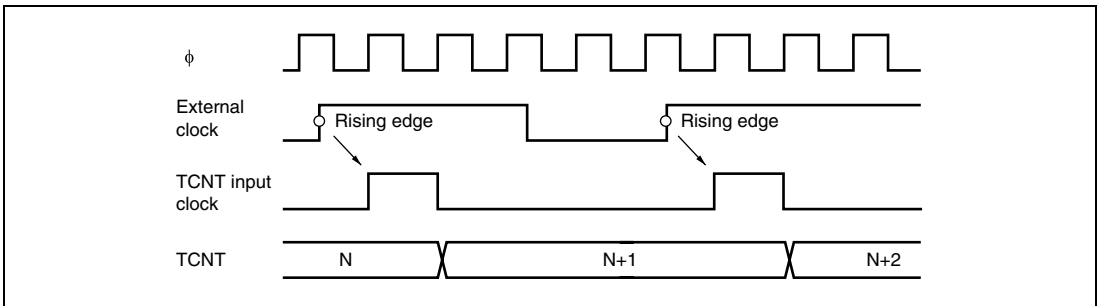 ϕ
External
clock
Rising edge
Rising edge
TCNT input
clock
TCNT
N
N+1
N+2